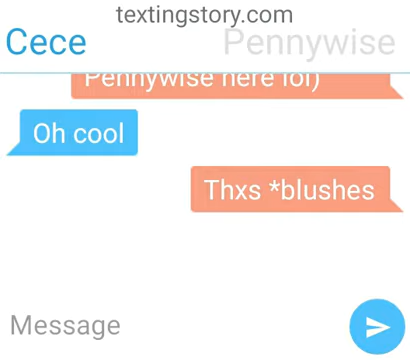 textingstory.com
Cece Pennywise
Pennywise here lol)
Oh cool
Thxs *blushes
Message